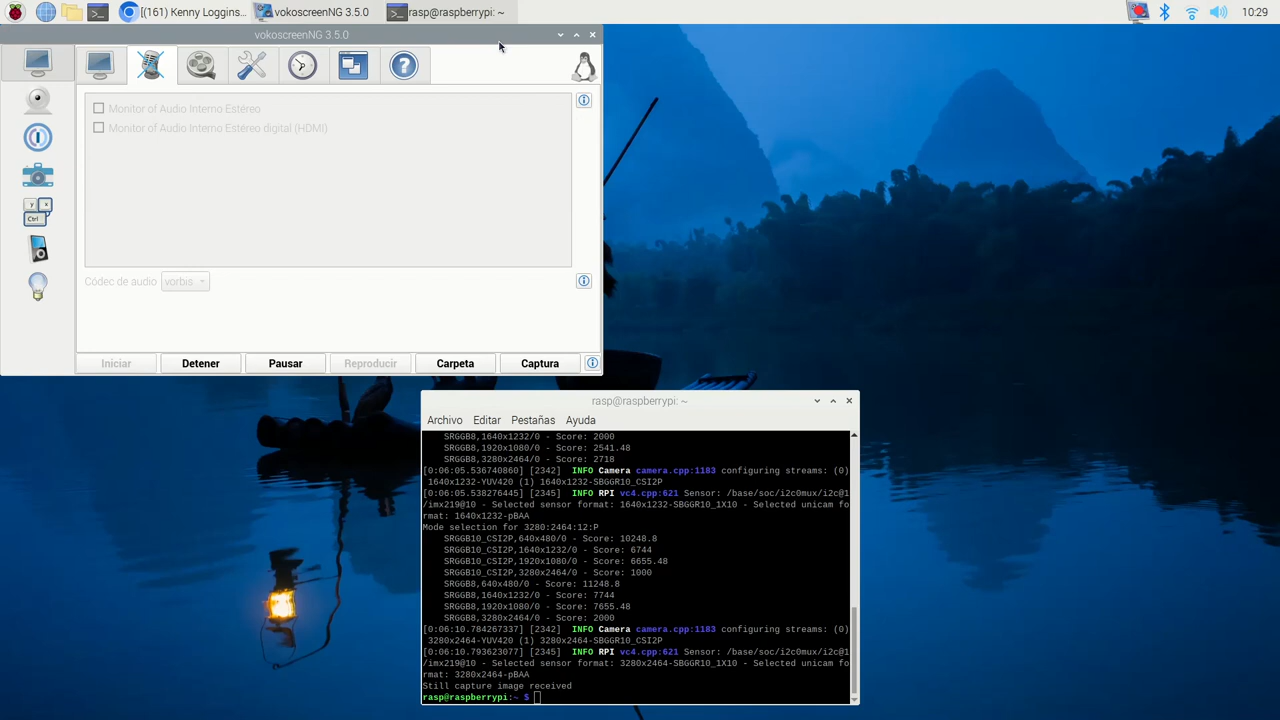 [(161) Kenny Loggins... vokoscreenNG 3.5.0 rasp@raspberrypi: ~ 10:29
vokoscreenNG 3.5.0
Monitor of Audio Interno Estéreo
Monitor of Audio Interno Estéreo digital (HDMI)
y x
Ctrl
Códec de audio vorbis
Iniciar Detener Pausar Reproducir Carpeta Captura
rasp@raspberrypi: ~
Archivo Editar Pestañas Ayuda
SRGGB8,1640x1232/0 - Score: 2000
SRGGB8,1920x1080/0 - Score: 2541.48
SRGGB8,3280x2464/0 - Score: 2718
[0:06:05.536740860] [2342] INFO Camera camera.cpp:1183 configuring streams: (0)
1640x1232-YUV420 (1) 1640x1232-SBGGR10_CSI2P
[0:06:05.538276445] [2345] INFO RPI vc4.cpp:621 Sensor: /base/soc/i2c0mux/i2c@1
/imx219@10 - Selected sensor format: 1640x1232-SBGGR10_1X10 - Selected unicam fo
rmat: 1640x1232-pBAA
Mode selection for 3280:2464:12:P
SRGGB10_CSI2P,640x480/0 - Score: 10248.8
SRGGB10_CSI2P,1640x1232/0 - Score: 6744
SRGGB10_CSI2P,1920x1080/0 - Score: 6655.48
SRGGB10_CSI2P,3280x2464/0 - Score: 1000
SRGGB8,640x480/0 - Score: 11248.8
SRGGB8,1640x1232/0 - Score: 7744
SRGGB8,1920x1080/0 - Score: 7655.48
SRGGB8,3280x2464/0 - Score: 2000
[0:06:10.784267337] [2342] INFO Camera camera.cpp:1183 configuring streams: (0)
3280x2464-YUV420 (1) 3280x2464-SBGGR10_CSI2P
[0:06:10.793623077] [2345] INFO RPI vc4.cpp:621 Sensor: /base/soc/i2c0mux/i2c@1
/imx219@10 - Selected sensor format: 3280x2464-SBGGR10_1X10 - Selected unicam fo
rmat: 3280x2464-pBAA
Still capture image received
rasp@raspberrypi:~ $